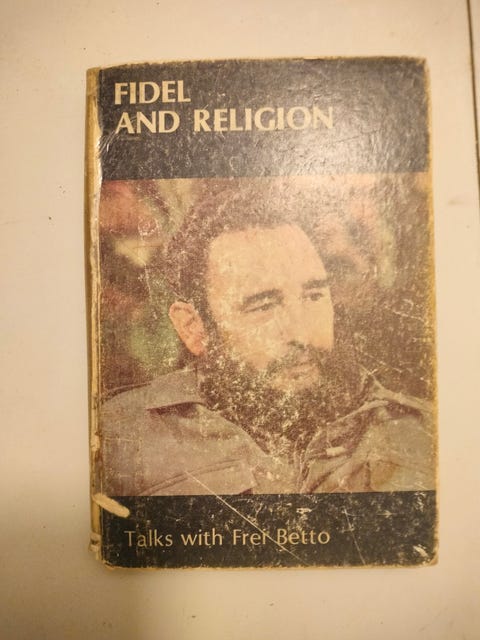 FIDEL
AND RELIGION
Talks with Frei Betto